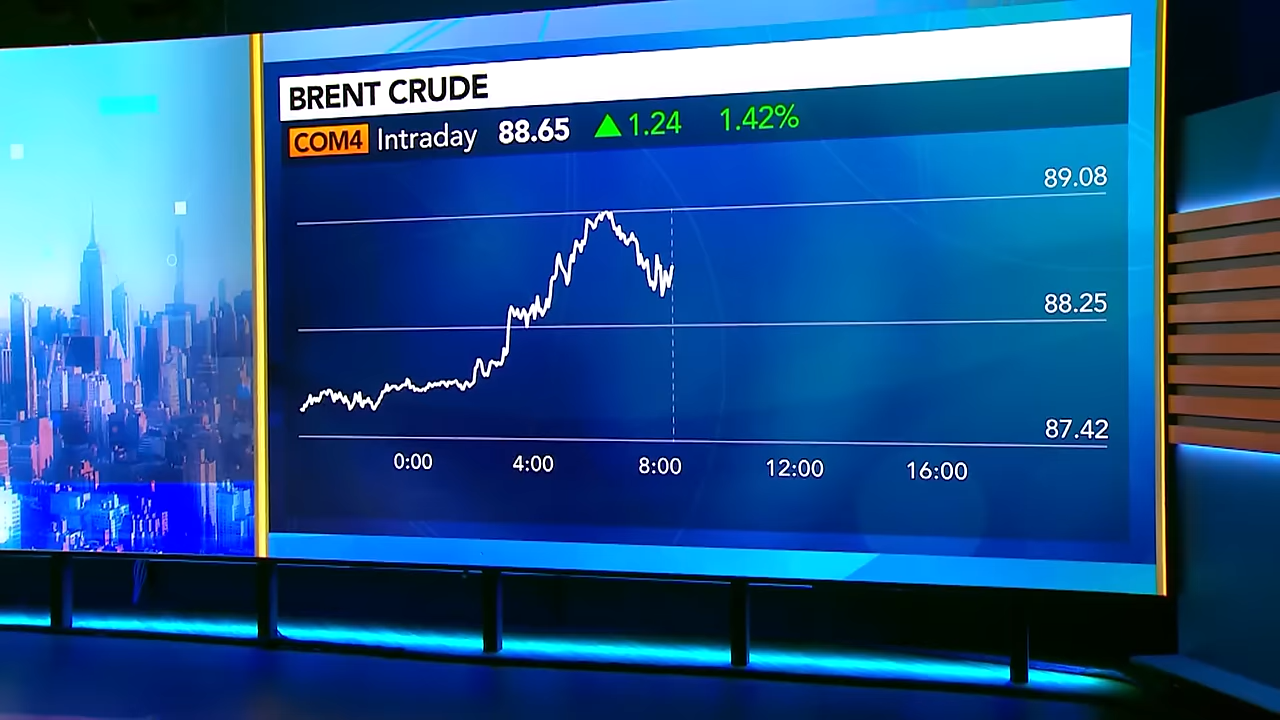 BRENT CRUDE
COM4 Intraday 88.65 ▲ 1.24 1.42%
89.08
88.25
87.42
0:00 4:00 8:00 12:00 16:00